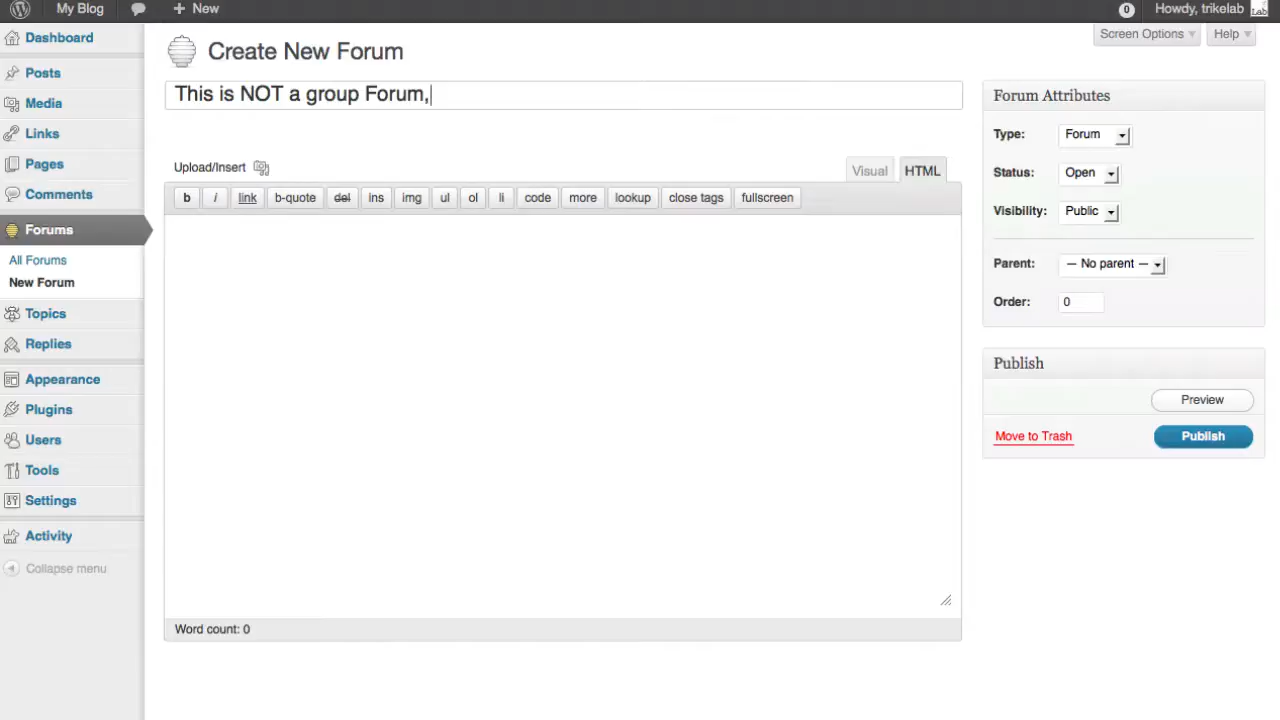 My Blog
+ New
0
Howdy, trikelab
Lab
Dashboard
Posts
Media
Links
Pages
Comments
Forums
All Forums
New Forum
Topics
Replies
Appearance
Plugins
Users
Tools
Settings
Activity
Collapse menu
Create New Forum
Screen Options
Help
This is NOT a group Forum,
Upload/Insert
Visual
HTML
b
i
link
b-quote
del
ins
img
ul
ol
li
code
more
lookup
close tags
fullscreen
Word count: 0
Forum Attributes
Type: Forum
Status: Open
Visibility: Public
Parent: — No parent —
Order: 0
Publish
Preview
Move to Trash
Publish